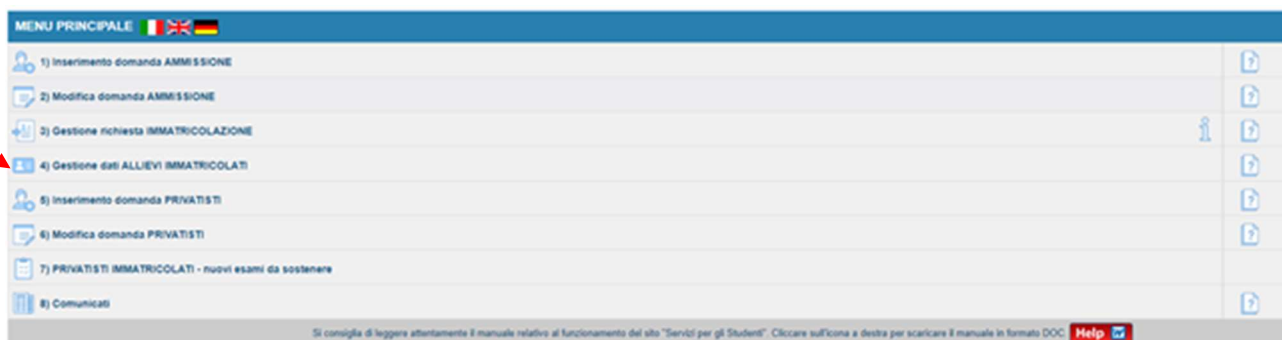 MENU PRINCIPALE
1) Inserimento domanda AMMISSIONE
2) Modifica domanda AMMISSIONE
3) Gestione richiesta IMMATRICOLAZIONE
4) Gestione dati ALLIEVI IMMATRICOLATI
5) Inserimento domanda PRIVATISTI
6) Modifica domanda PRIVATISTI
7) PRIVATISTI IMMATRICOLATI - nuovi esami da sostenere
8) Comunicati
Si consiglia di leggere attentamente il manuale relativo al funzionamento del sito "Servizi per gli Studenti". Cliccare sull'icona a destra per scaricare il manuale in formato DOC Help